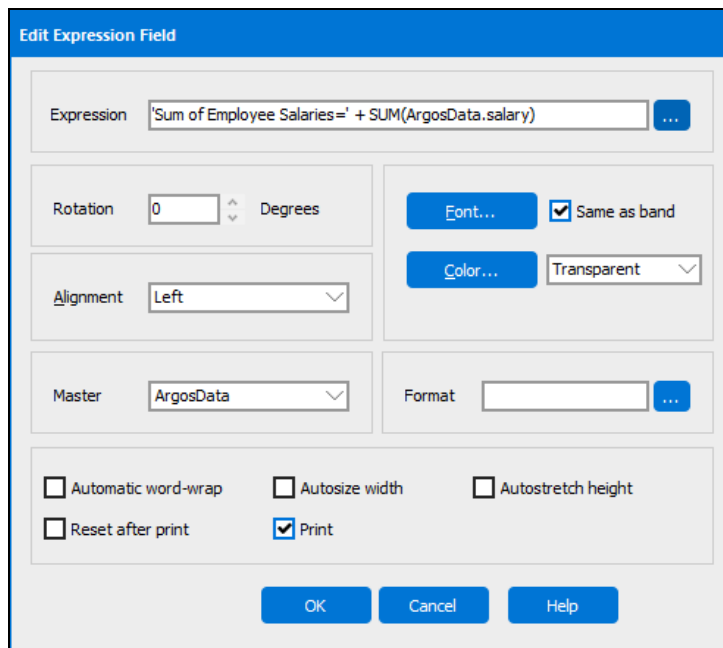 Edit Expression Field
Expression 'Sum of Employee Salaries=' + SUM(ArgosData.salary) ...
Rotation 0 Degrees
Font... Same as band
Color... Transparent
Alignment Left
Master ArgosData
Format ...
Automatic word-wrap Autosize width Autostretch height
Reset after print Print
OK Cancel Help